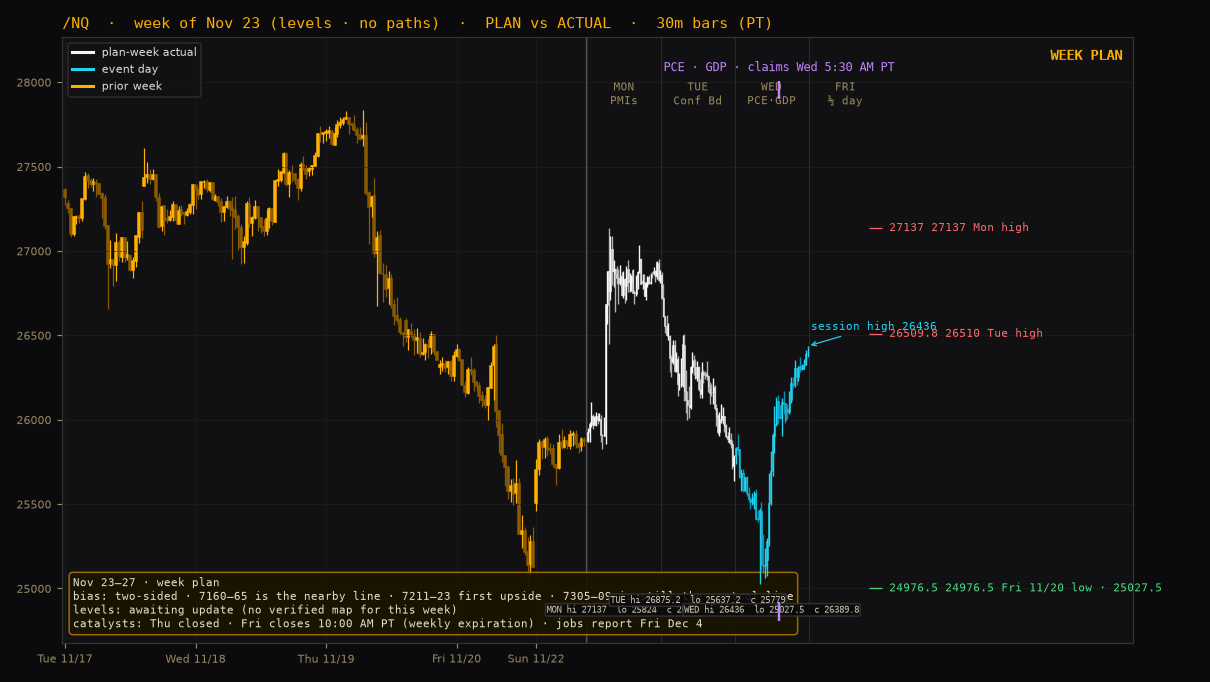 /NQ · week of Nov 23 (levels · no paths) · PLAN vs ACTUAL · 30m bars (PT)
plan-week actual
event day
prior week
WEEK PLAN
PCE · GDP · claims Wed 5:30 AM PT
MON
PMIs
TUE
Conf Bd
WED
PCE·GDP
FRI
½ day
28000
27500
27000
26500
26000
25500
25000
27137 27137 Mon high
session high 26436
26509.8 26510 Tue high
24976.5 24976.5 Fri 11/20 low · 25027.5
Nov 23–27 · week plan
bias: two-sided · 7160–65 is the nearby line · 7211–23 first upside · 7305–09
levels: awaiting update (no verified map for this week)
catalysts: Thu closed · Fri closes 10:00 AM PT (weekly expiration) · jobs report Fri Dec 4
TUE hi 26875.2 lo 25637.2 c 25779
MON hi 27137 lo 25824 c 2
WED hi 26436 lo 25027.5 c 26389.8
Tue 11/17
Wed 11/18
Thu 11/19
Fri 11/20
Sun 11/22